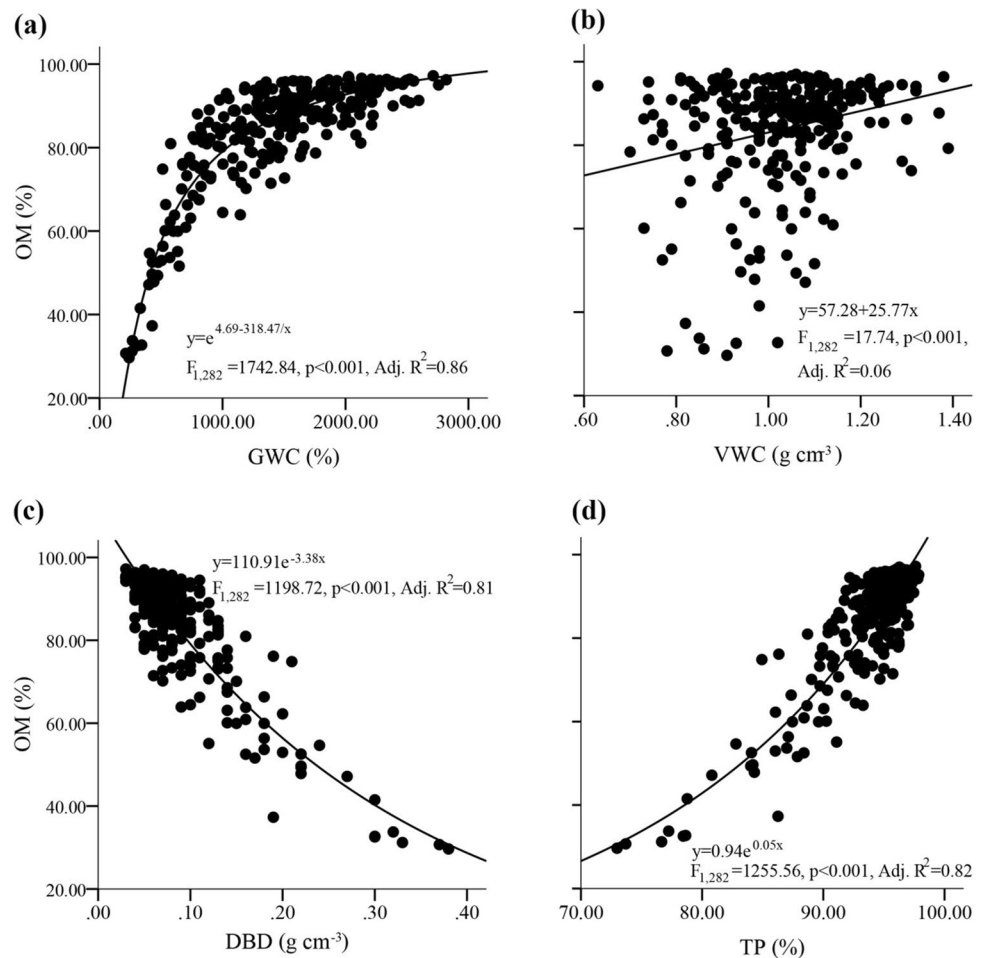 (a)
100.00
80.00
60.00
40.00
20.00
OM (%)
y=e^4.69-318.47/x
F1,282 =1742.84, p<0.001, Adj. R²=0.86
.00
1000.00
2000.00
3000.00
GWC (%)
(b)
y=57.28+25.77x
F1,282 =17.74, p<0.001,
Adj. R²=0.06
.60
.80
1.00
1.20
1.40
VWC (g cm³)
(c)
100.00
80.00
60.00
40.00
20.00
OM (%)
y=110.91e^-3.38x
F1,282 =1198.72, p<0.001, Adj. R²=0.81
.00
.10
.20
.30
.40
DBD (g cm⁻³)
(d)
y=0.94e^0.05x
F1,282 =1255.56, p<0.001, Adj. R²=0.82
70.00
80.00
90.00
100.00
TP (%)